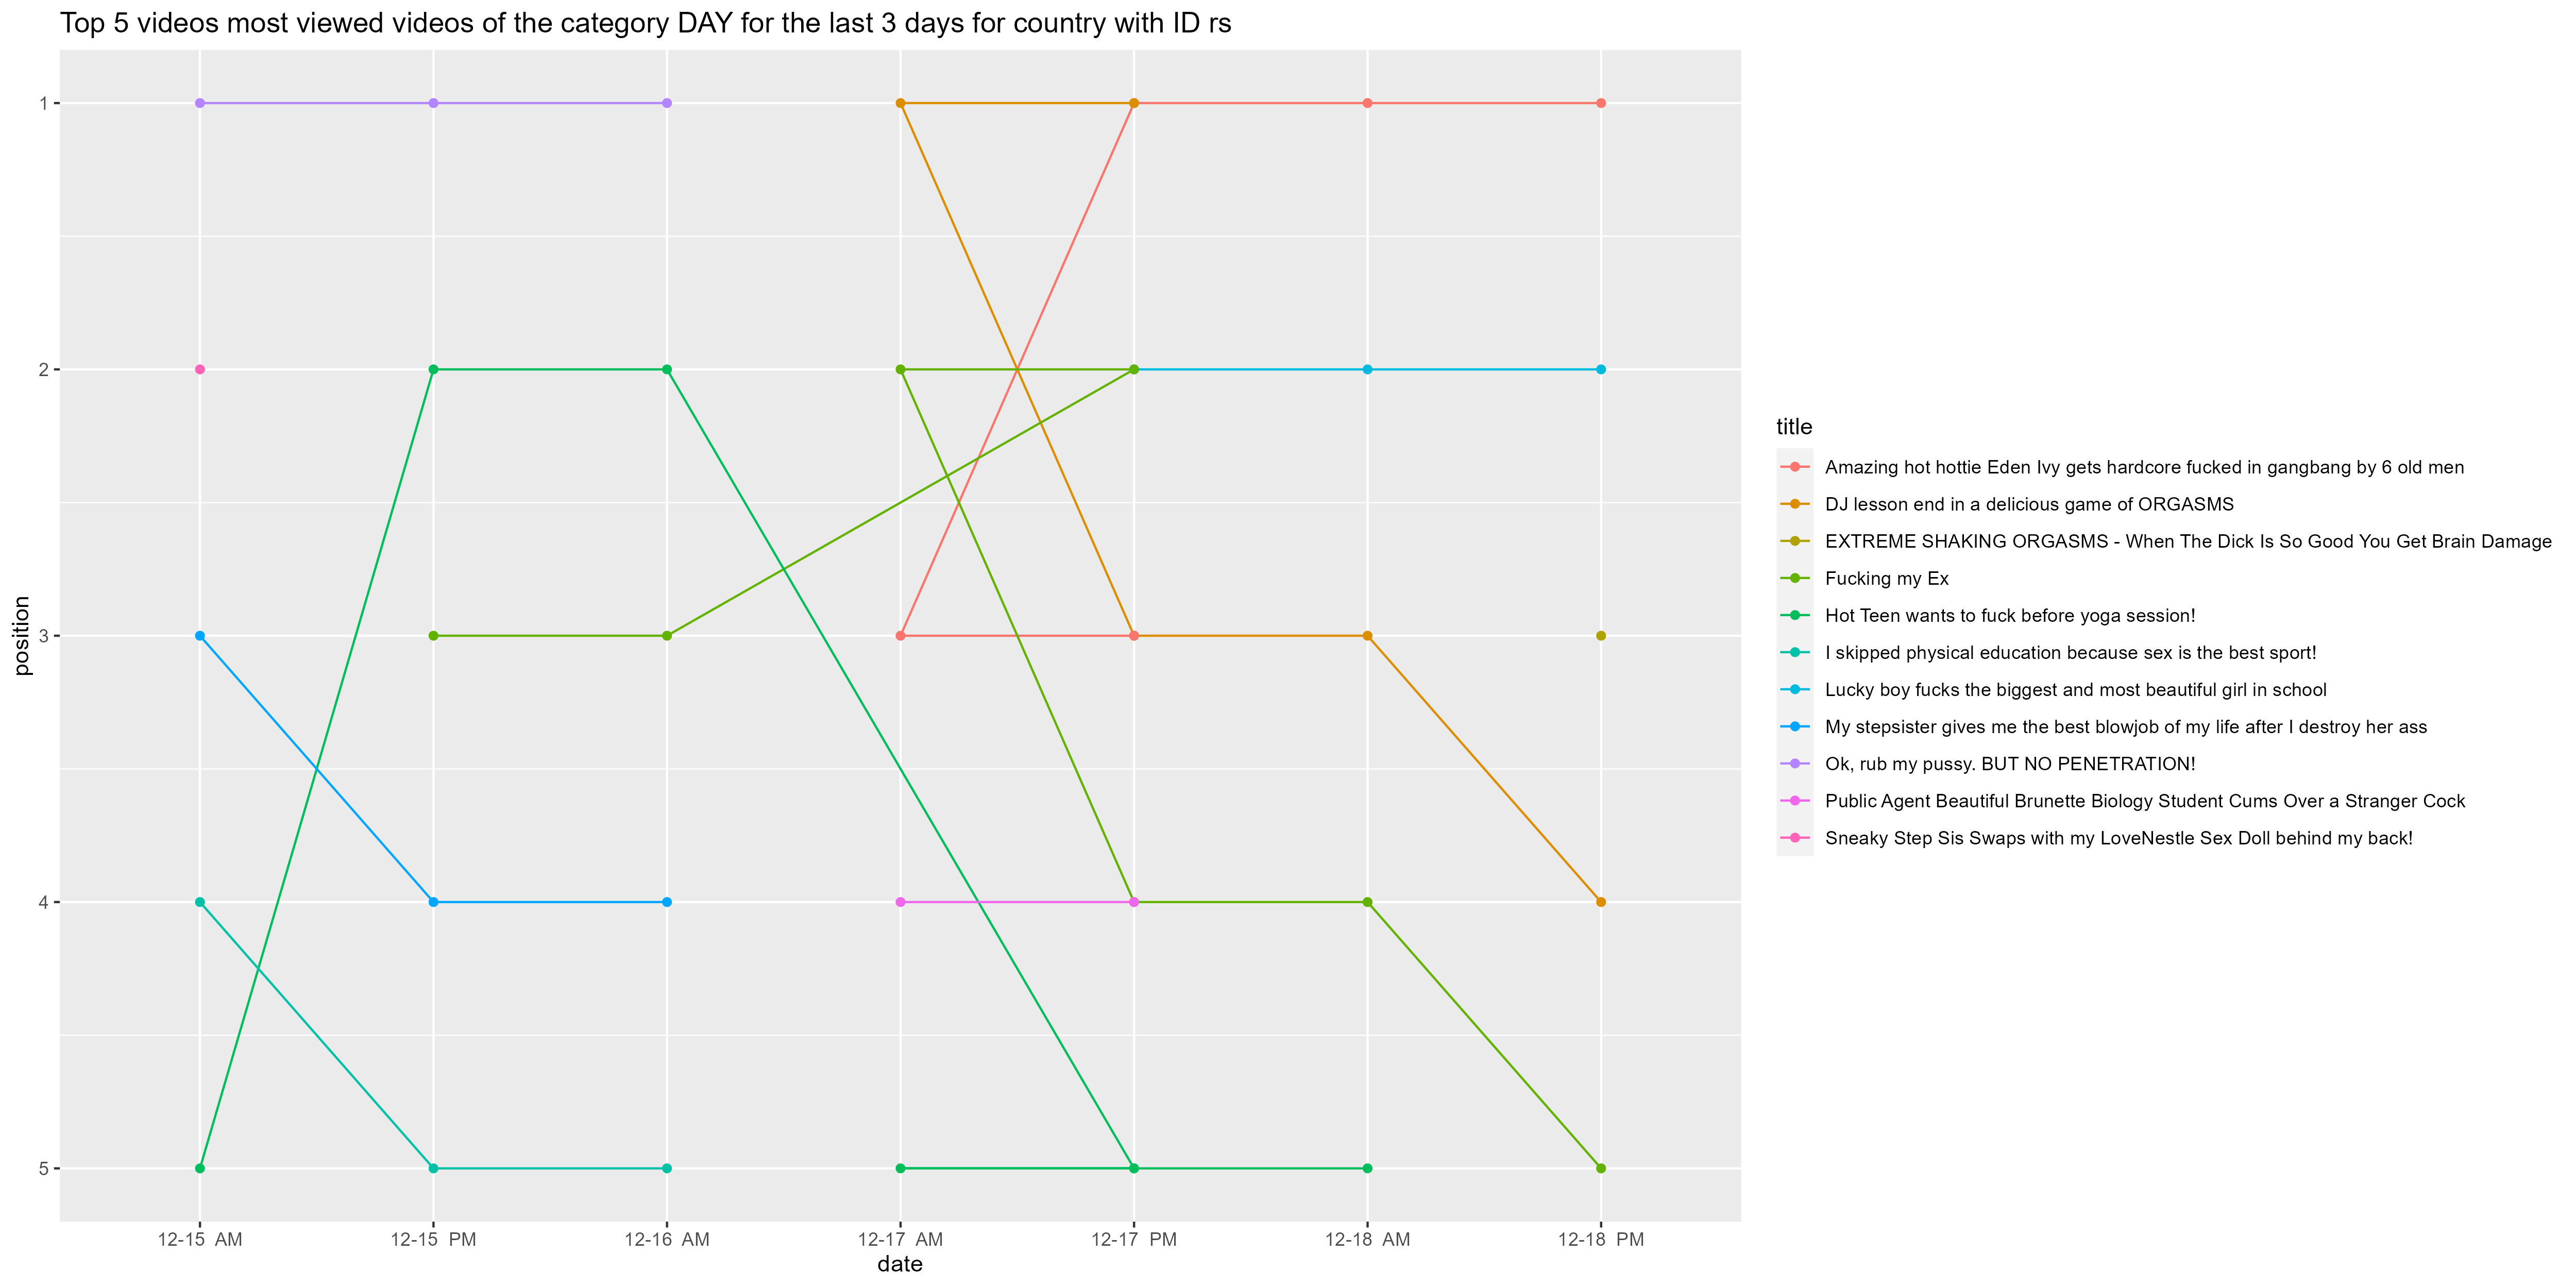 Top 5 videos most viewed videos of the category DAY for the last 3 days for country with ID rs
position
1
2
3
4
5
12-15 AM
12-15 PM
12-16 AM
12-17 AM
12-17 PM
12-18 AM
12-18 PM
date
title
Amazing hot hottie Eden Ivy gets hardcore fucked in gangbang by 6 old men
DJ lesson end in a delicious game of ORGASMS
EXTREME SHAKING ORGASMS - When The Dick Is So Good You Get Brain Damage
Fucking my Ex
Hot Teen wants to fuck before yoga session!
I skipped physical education because sex is the best sport!
Lucky boy fucks the biggest and most beautiful girl in school
My stepsister gives me the best blowjob of my life after I destroy her ass
Ok, rub my pussy. BUT NO PENETRATION!
Public Agent Beautiful Brunette Biology Student Cums Over a Stranger Cock
Sneaky Step Sis Swaps with my LoveNestle Sex Doll behind my back!